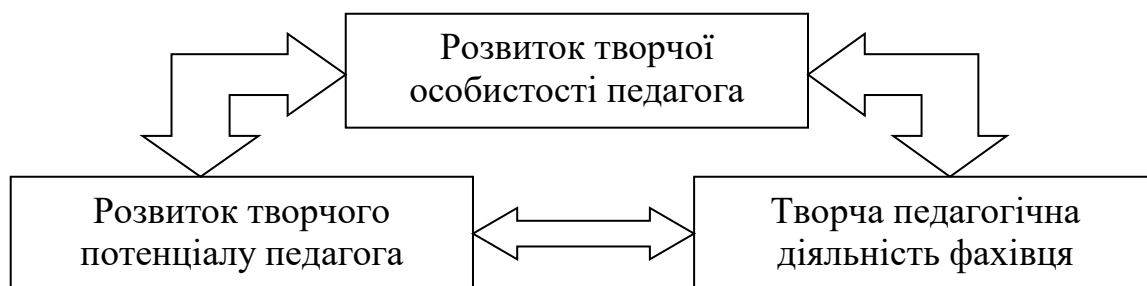 Розвиток творчої
особистості педагога
Розвиток творчого
потенціалу педагога
Творча педагогічна
діяльність фахівця